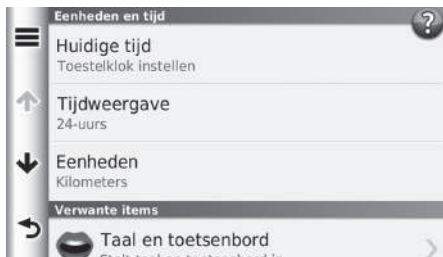 Eenheden en tijd
?
Huidige tijd
Toestelklok instellen
Tijdweergave
24-uurs
Eenheden
Kilometers
Verwante items
Taal en toetsenbord